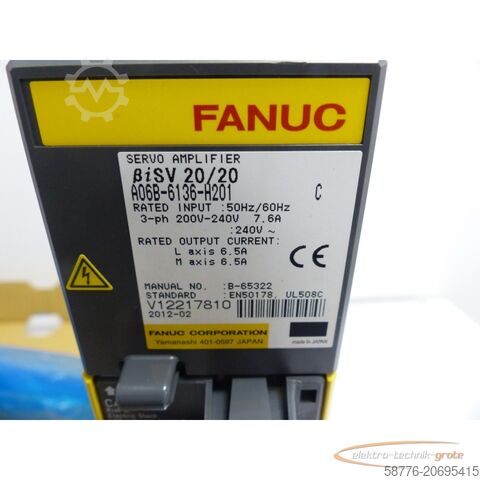 FANUC
SERVO AMPLIFIER
βiSV 20/20
A06B-6136-H201 C
RATED INPUT :50Hz/60Hz
3-ph 200V-240V 7.6A
:240V ~
RATED OUTPUT CURRENT:
L axis 6.5A
M axis 6.5A
CE
MANUAL NO. :B-65322
STANDARD :EN50178, UL508C
V12217810
2012-02
FANUC CORPORATION
Yamanashi 401-0597 JAPAN
made in JAPAN
elektro-technik-grote
58776-20695415